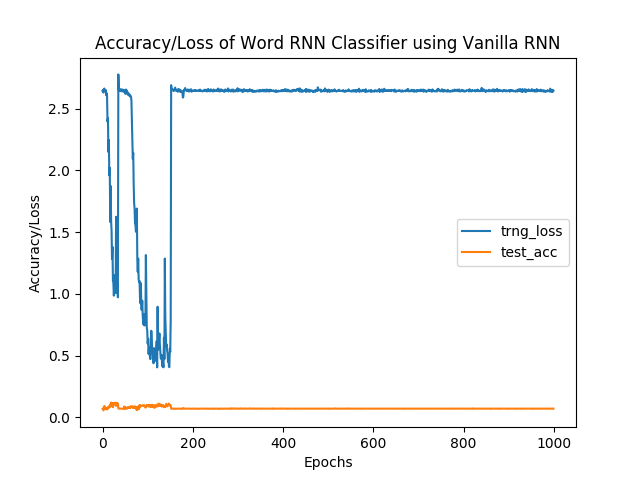 Accuracy/Loss of Word RNN Classifier using Vanilla RNN
2.5
2.0
1.5
1.0
0.5
0.0
Accuracy/Loss
trng_loss
test_acc
0 200 400 600 800 1000
Epochs